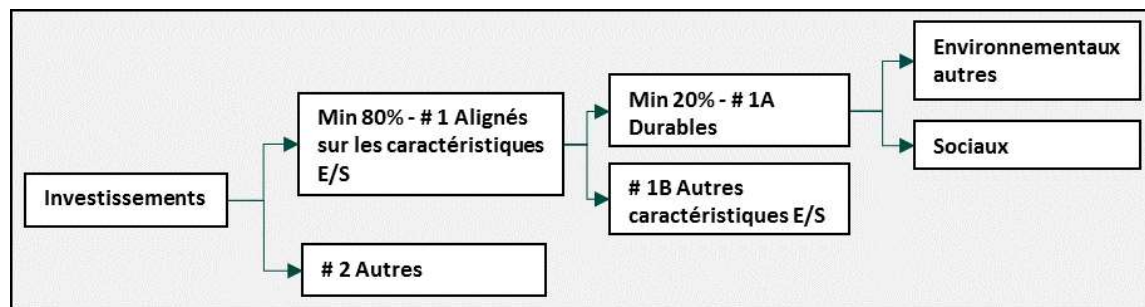 Investissements
Min 80% - # 1 Alignés
sur les caractéristiques
E/S
# 2 Autres
Min 20% - # 1A
Durables
# 1B Autres
caractéristiques E/S
Environnementaux
autres
Sociaux